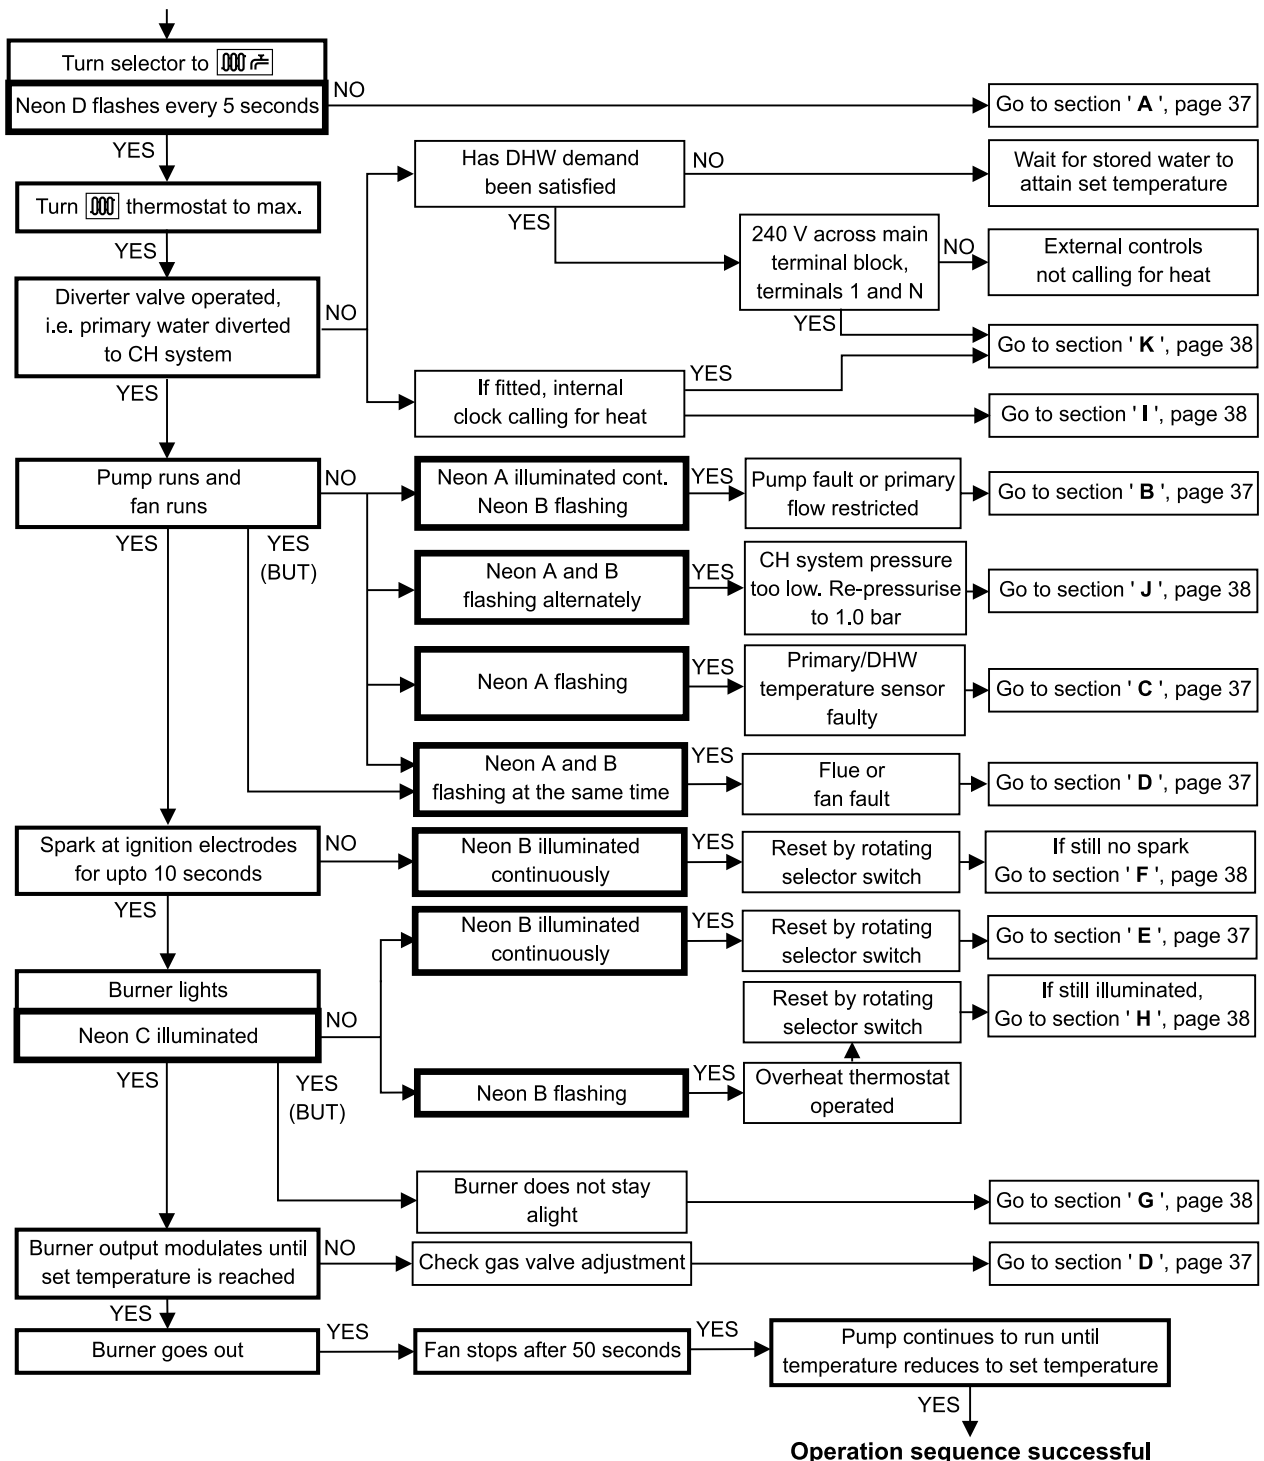 Turn selector to
Neon D flashes every 5 seconds
NO
Go to section ' A ', page 37
YES
Turn thermostat to max.
YES
Has DHW demand
been satisfied
NO
Wait for stored water to
attain set temperature
YES
240 V across main
terminal block,
terminals 1 and N
NO
External controls
not calling for heat
YES
Diverter valve operated,
i.e. primary water diverted
to CH system
NO
Go to section ' K ', page 38
If fitted, internal
clock calling for heat
YES
Go to section ' I ', page 38
YES
Pump runs and
fan runs
NO
Neon A illuminated cont.
Neon B flashing
YES
Pump fault or primary
flow restricted
Go to section ' B ', page 37
YES
YES
(BUT)
Neon A and B
flashing alternately
YES
CH system pressure
too low. Re-pressurise
to 1.0 bar
Go to section ' J ', page 38
Neon A flashing
YES
Primary/DHW
temperature sensor
faulty
Go to section ' C ', page 37
Neon A and B
flashing at the same time
YES
Flue or
fan fault
Go to section ' D ', page 37
Spark at ignition electrodes
for upto 10 seconds
NO
Neon B illuminated
continuously
YES
Reset by rotating
selector switch
If still no spark
Go to section ' F ', page 38
YES
Neon B illuminated
continuously
YES
Reset by rotating
selector switch
Go to section ' E ', page 37
Burner lights
Neon C illuminated
NO
Reset by rotating
selector switch
If still illuminated,
Go to section ' H ', page 38
YES
YES
(BUT)
Neon B flashing
YES
Overheat thermostat
operated
Burner does not stay
alight
Go to section ' G ', page 38
Burner output modulates until
set temperature is reached
NO
Check gas valve adjustment
Go to section ' D ', page 37
YES
Burner goes out
YES
Fan stops after 50 seconds
YES
Pump continues to run until
temperature reduces to set temperature
YES
Operation sequence successful